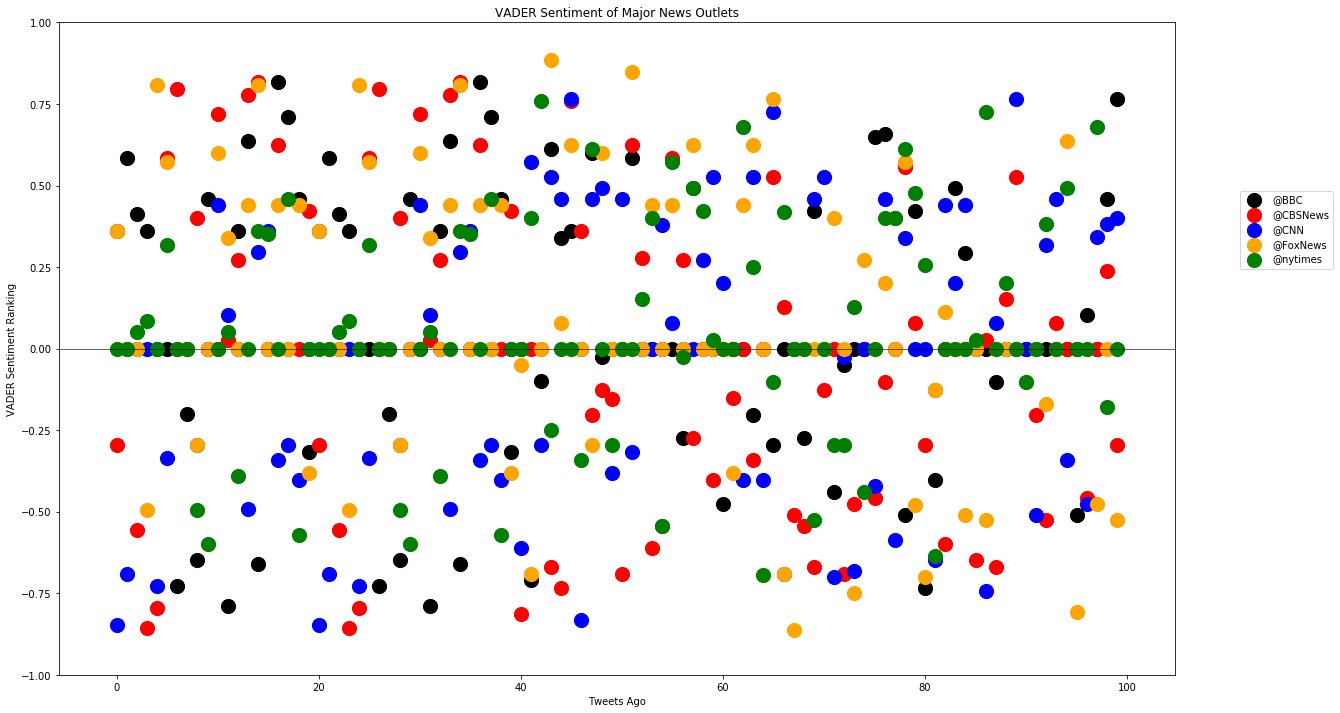 VADER Sentiment of Major News Outlets
1.00
0.75
0.50
0.25
0.00
−0.25
−0.50
−0.75
−1.00
VADER Sentiment Ranking
0
20
40
60
80
100
Tweets Ago
@BBC
@CBSNews
@CNN
@FoxNews
@nytimes